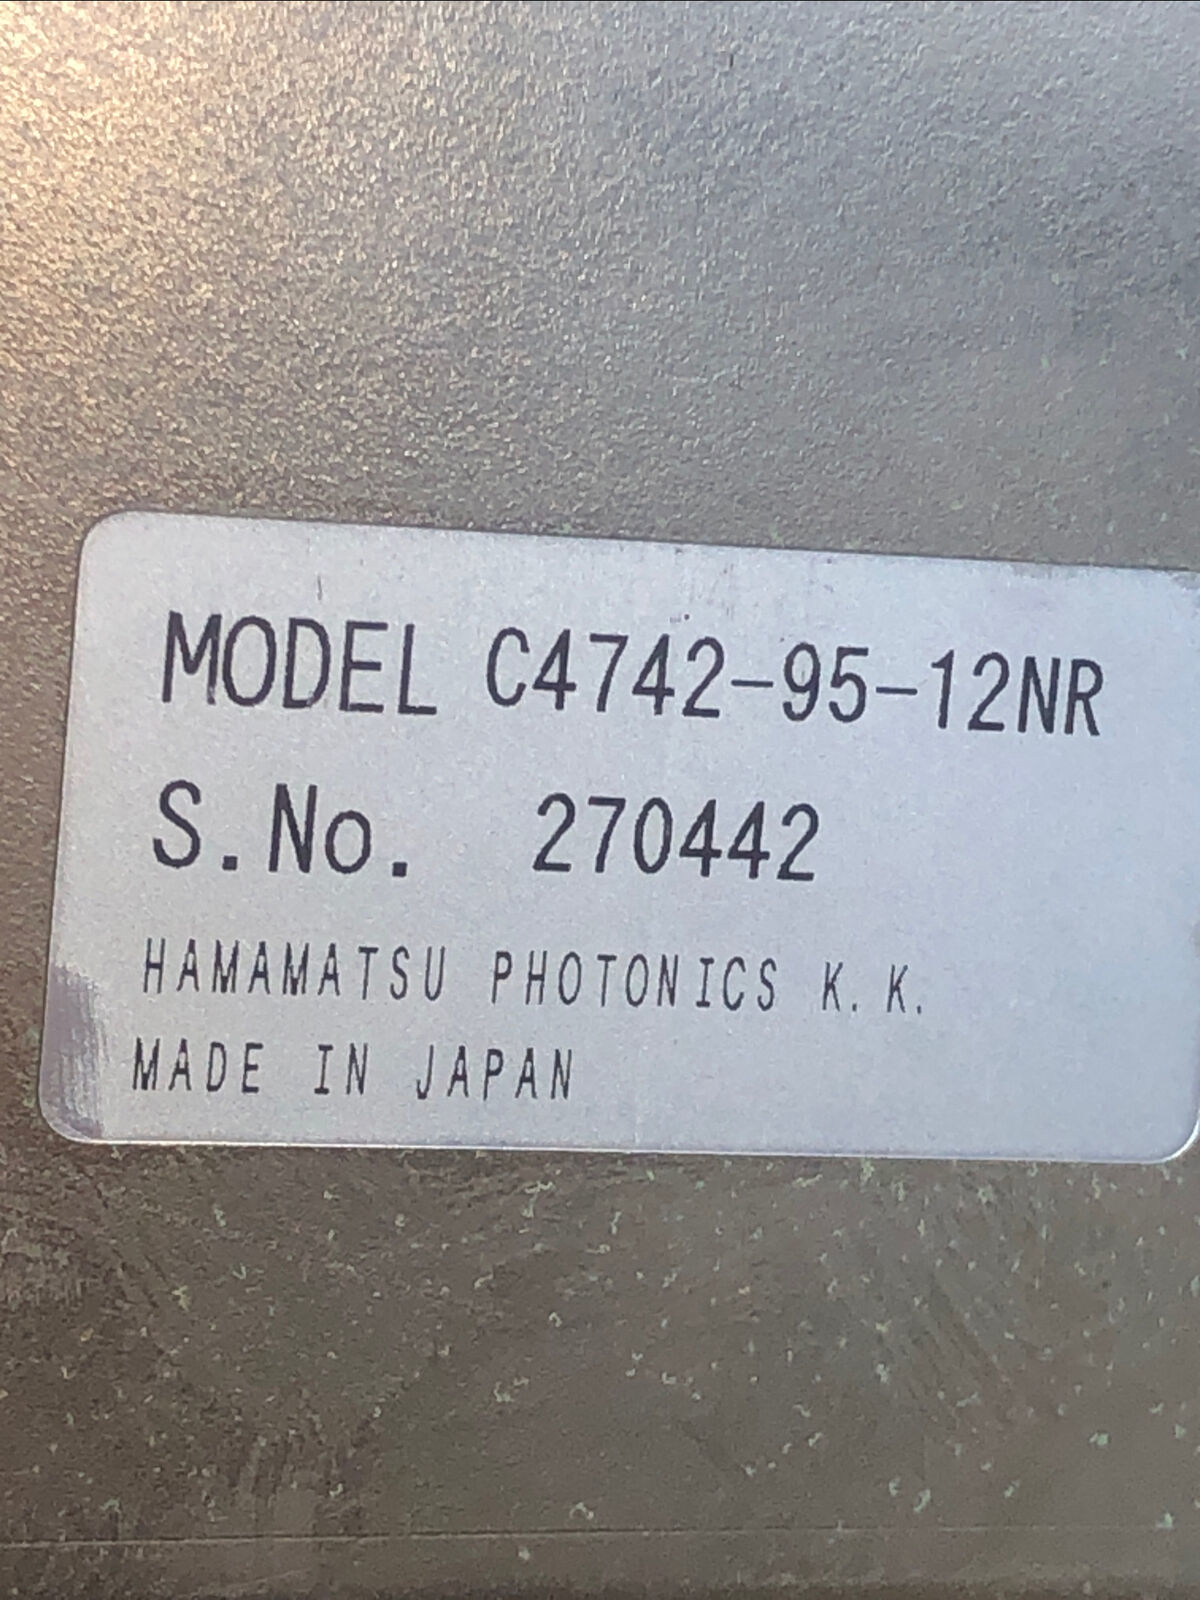 MODEL C4742-95-12NR
S.No. 270442
HAMAMATSU PHOTONICS K.K.
MADE IN JAPAN